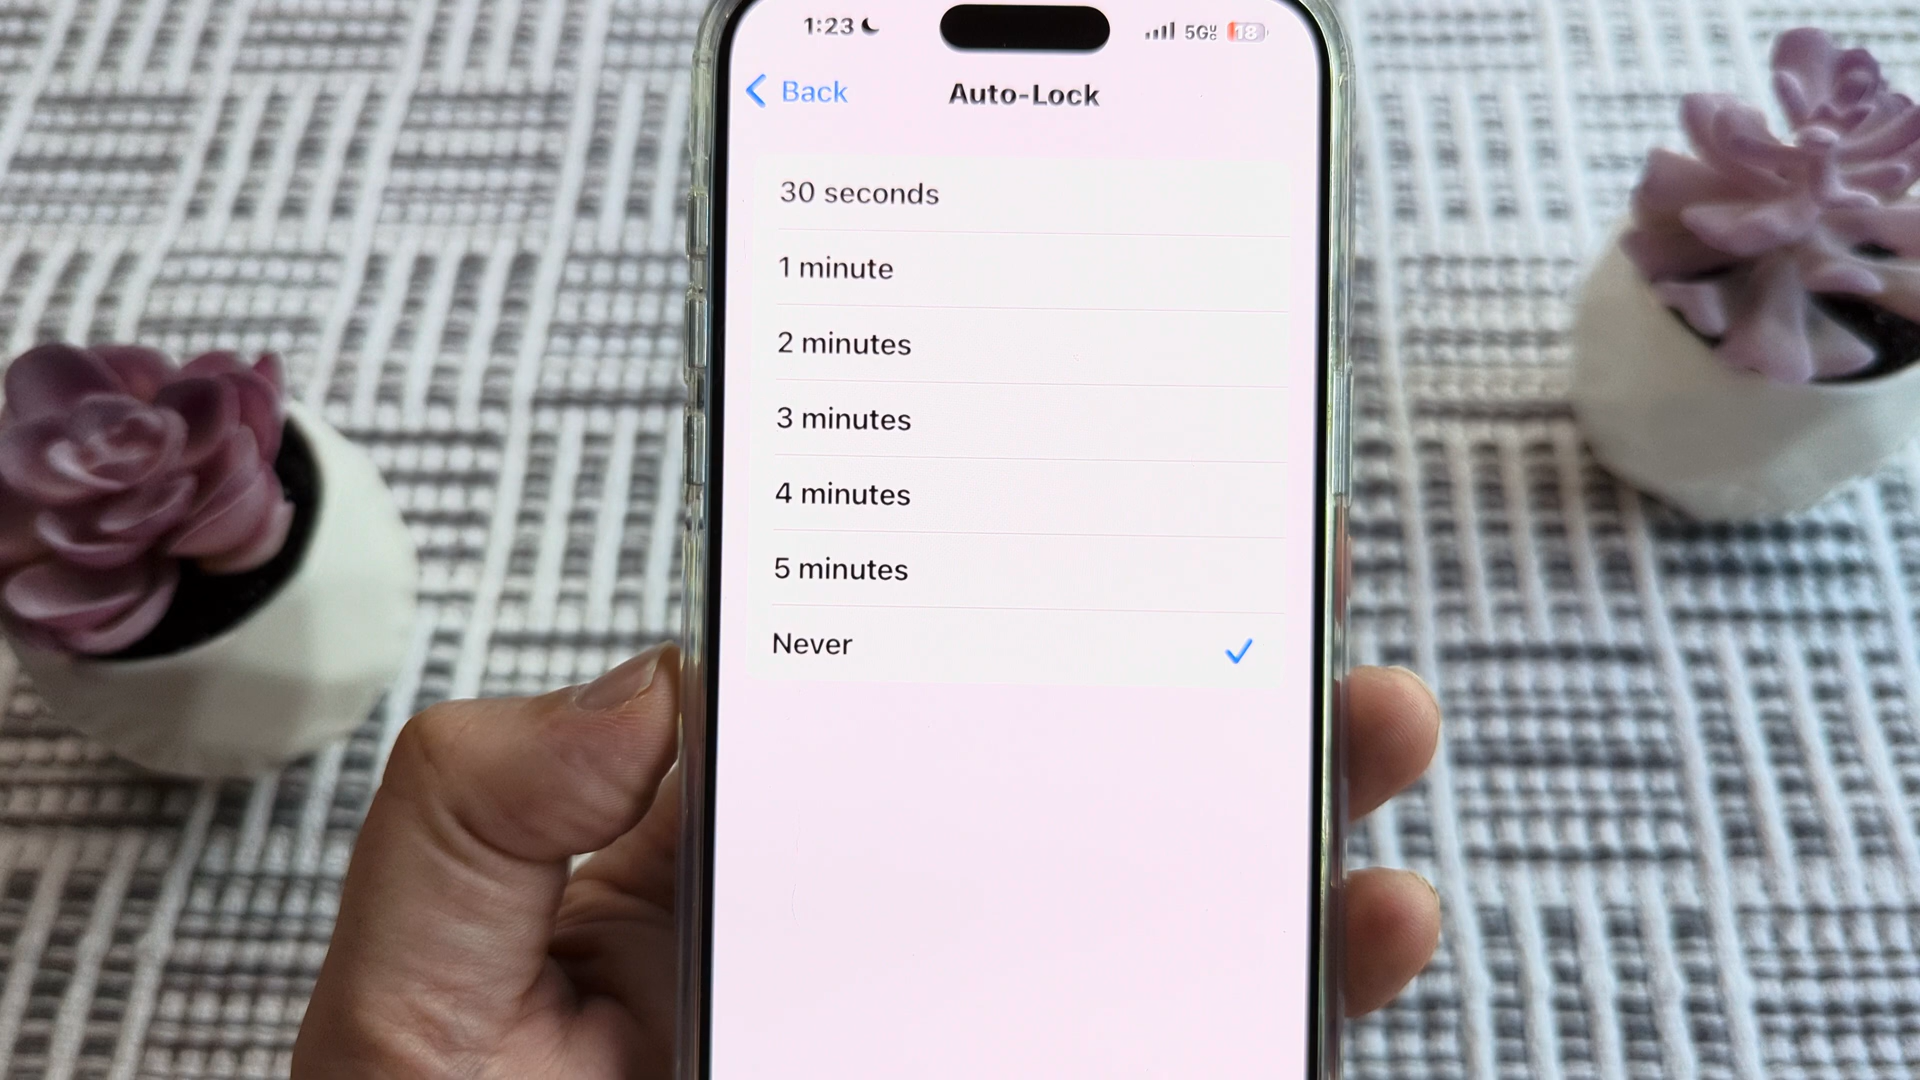 1:23 5G 18
Back Auto-Lock
30 seconds
1 minute
2 minutes
3 minutes
4 minutes
5 minutes
Never